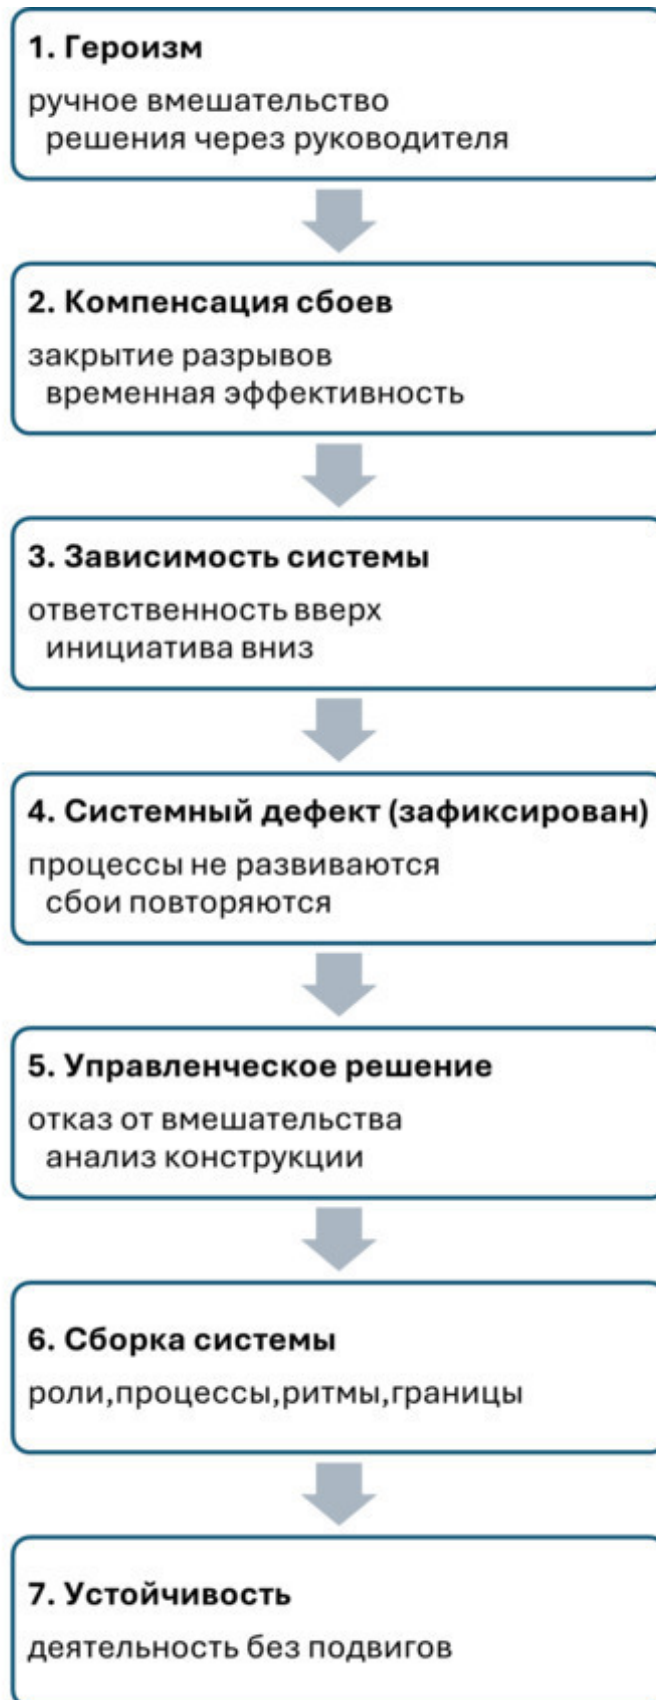 1. Героизм
ручное вмешательство
решения через руководителя
2. Компенсация сбоев
закрытие разрывов
временная эффективность
3. Зависимость системы
ответственность вверх
инициатива вниз
4. Системный дефект (зафиксирован)
процессы не развиваются
сбои повторяются
5. Управленческое решение
отказ от вмешательства
анализ конструкции
6. Сборка системы
роли,процессы,ритмы,границы
7. Устойчивость
деятельность без подвигов